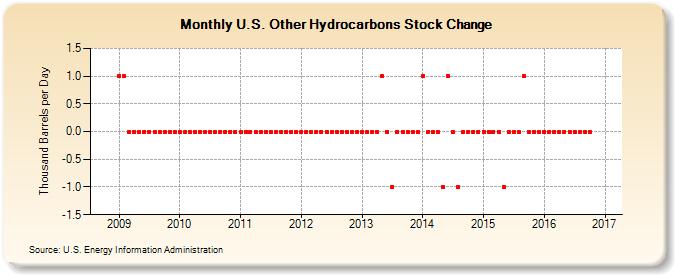 Monthly U.S. Other Hydrocarbons Stock Change
Thousand Barrels per Day
1.5
1.0
0.5
0.0
-0.5
-1.0
-1.5
2009 2010 2011 2012 2013 2014 2015 2016 2017
Source: U.S. Energy Information Administration